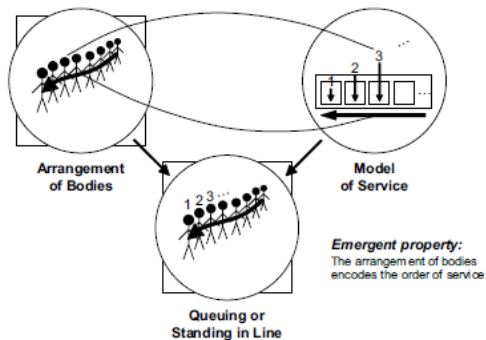 3 ...
2
1
...
Arrangement
of Bodies
Model
of Service
1 2 3 ...
Emergent property:
The arrangement of bodies
encodes the order of service
Queuing or
Standing in Line